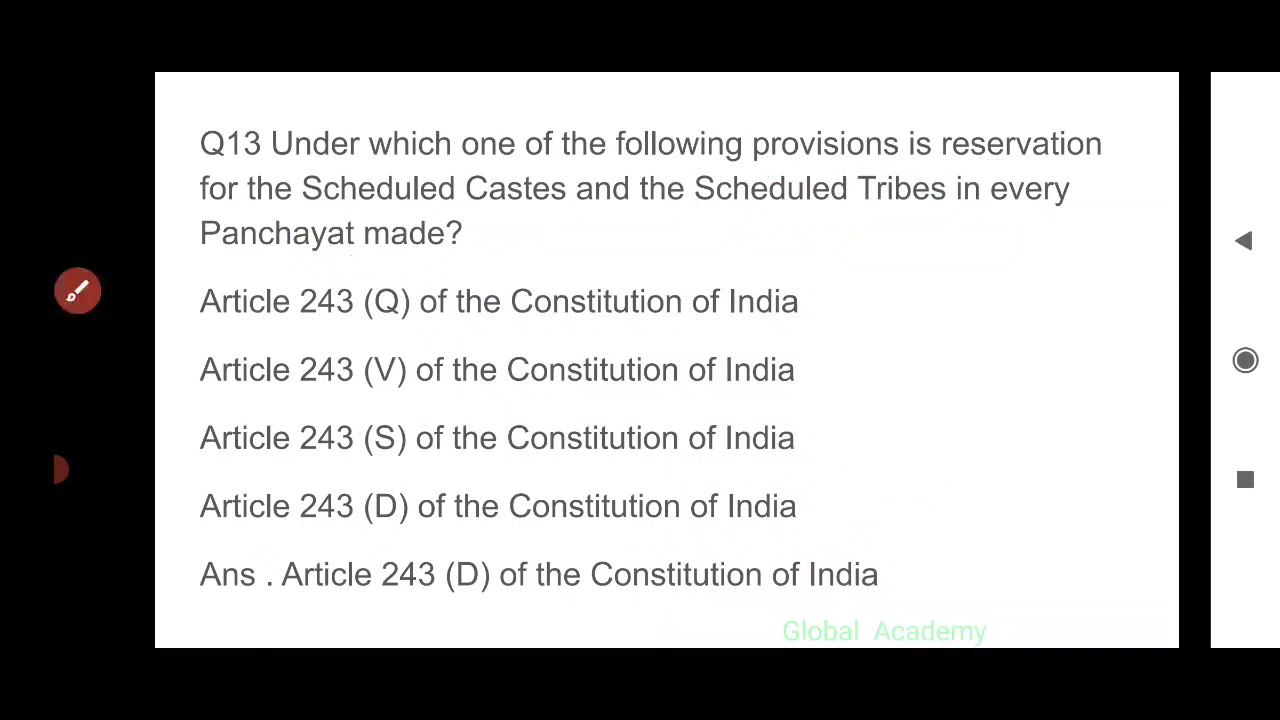 Q13 Under which one of the following provisions is reservation
for the Scheduled Castes and the Scheduled Tribes in every
Panchayat made?
Article 243 (Q) of the Constitution of India
Article 243 (V) of the Constitution of India
Article 243 (S) of the Constitution of India
Article 243 (D) of the Constitution of India
Ans . Article 243 (D) of the Constitution of India
Global Academy